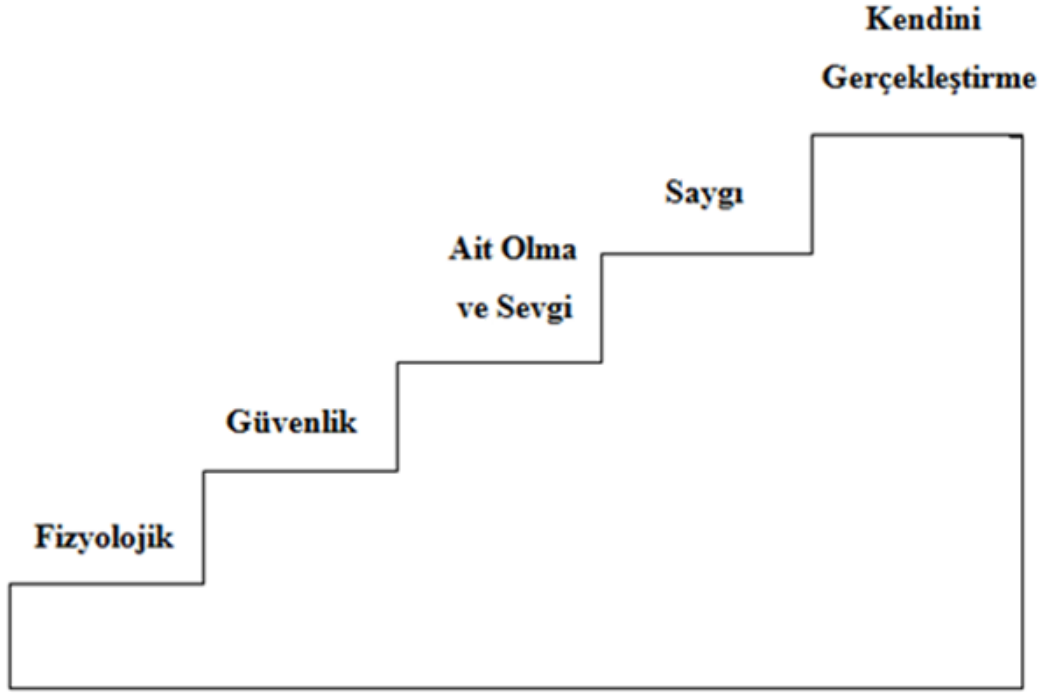 Kendini
Gerçekleştirme
Saygı
Ait Olma
ve Sevgi
Güvenlik
Fizyolojik